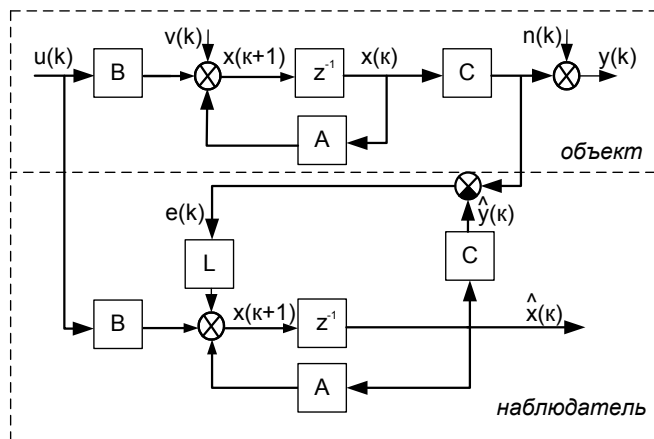 v(k)
n(k)
u(k)
B
x(к+1)
z⁻¹
x(к)
C
y(k)
A
объект
e(k)
ŷ(к)
L
C
B
x(к+1)
z⁻¹
x̂(к)
A
наблюдатель